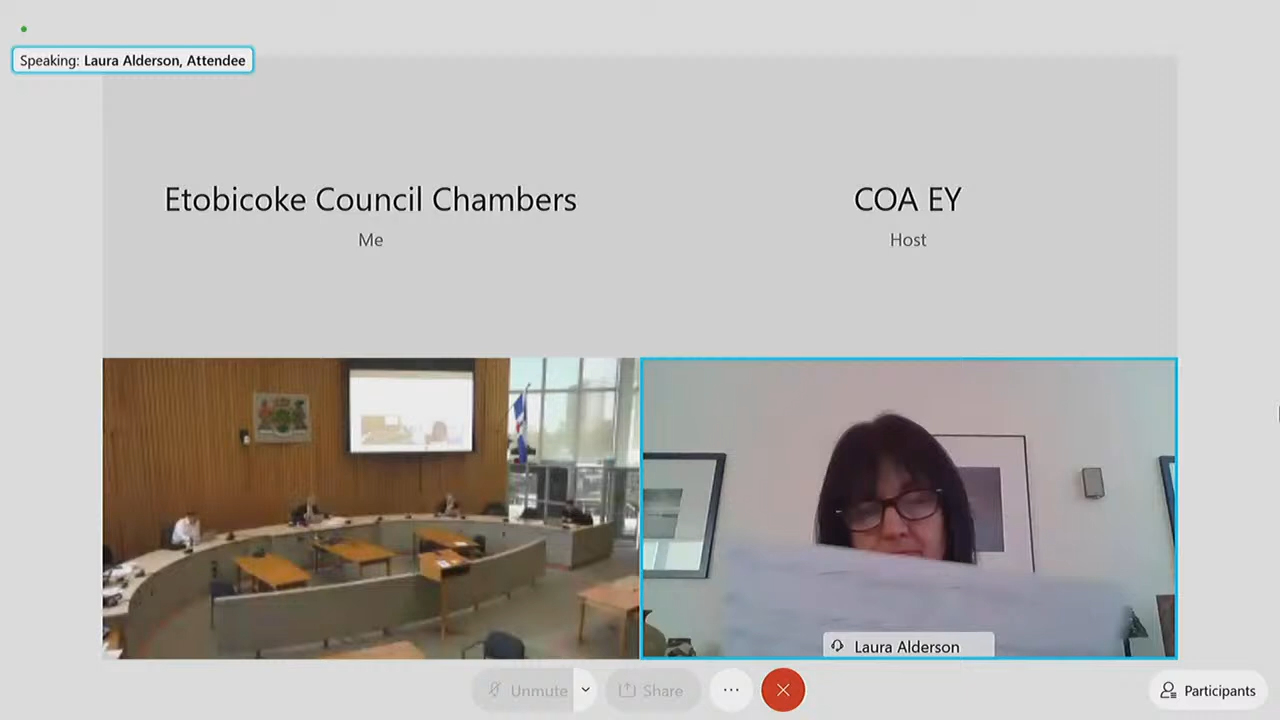 Speaking: Laura Alderson, Attendee
Etobicoke Council Chambers
Me
COA EY
Host
Laura Alderson
Unmute
Share
Participants